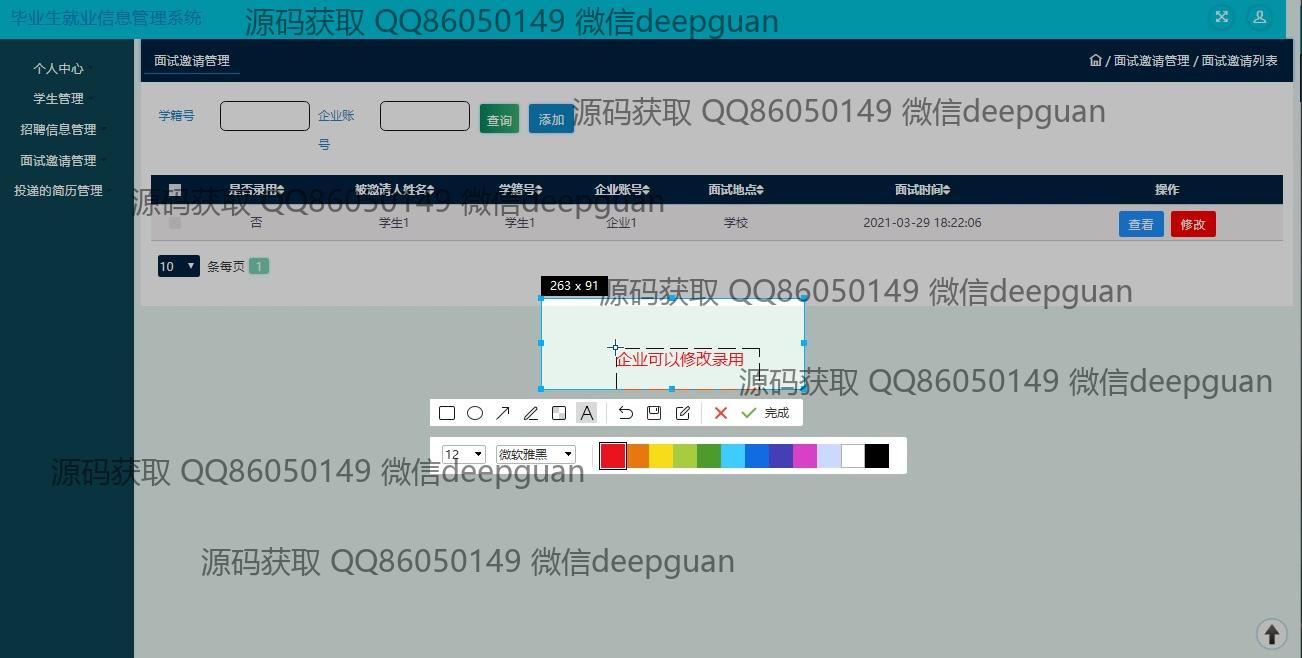 毕业生就业信息管理系统
源码获取 QQ86050149 微信deepguan
个人中心
学生管理
招聘信息管理
面试邀请管理
投递的简历管理
面试邀请管理
/ 面试邀请管理 / 面试邀请列表
学籍号
企业账号
查询
添加
源码获取 QQ86050149 微信deepguan
是否录用 被邀请人姓名 学籍号 企业账号 面试地点 面试时间 操作
源码获取 QQ86050149 微信deepguan
否 学生1 学生1 企业1 学校 2021-03-29 18:22:06 查看 修改
10 条每页 1
263 x 91
源码获取 QQ86050149 微信deepguan
企业可以修改录用
源码获取 QQ86050149 微信deepguan
A 完成
12 微软雅黑
源码获取 QQ86050149 微信deepguan
源码获取 QQ86050149 微信deepguan